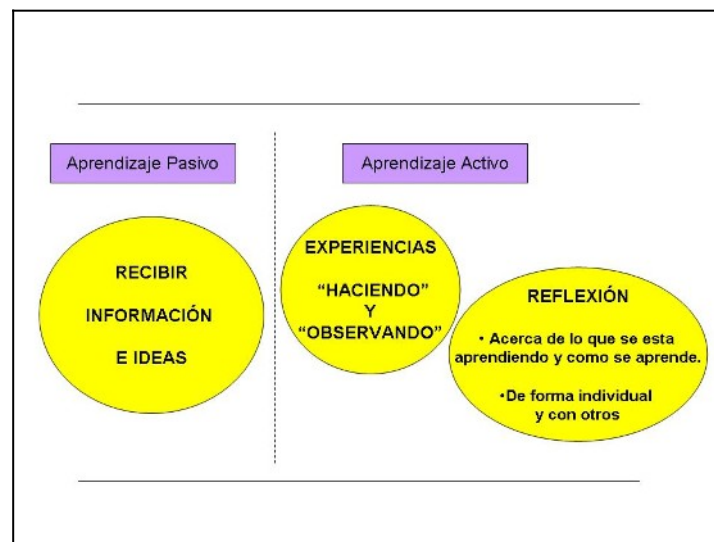 Aprendizaje Pasivo
Aprendizaje Activo
RECIBIR
INFORMACIÓN
E IDEAS
EXPERIENCIAS
“HACIENDO”
Y
“OBSERVANDO”
REFLEXIÓN
• Acerca de lo que se esta
aprendiendo y como se aprende.
•De forma individual
y con otros